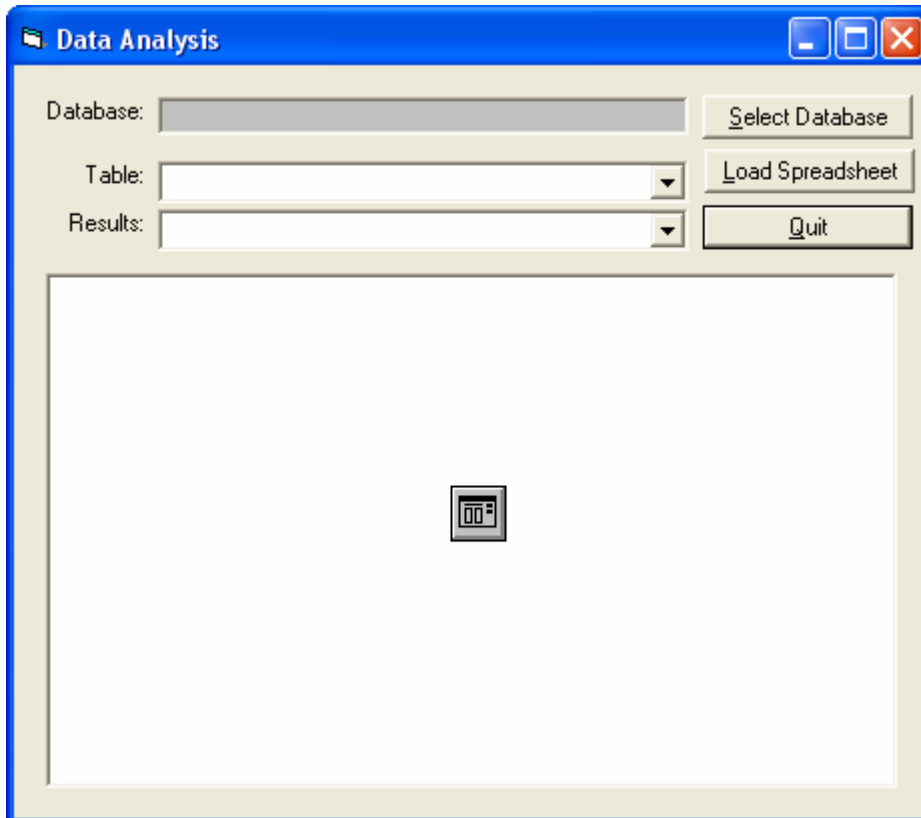 Data Analysis
Database:
Select Database
Table:
Load Spreadsheet
Results:
Quit